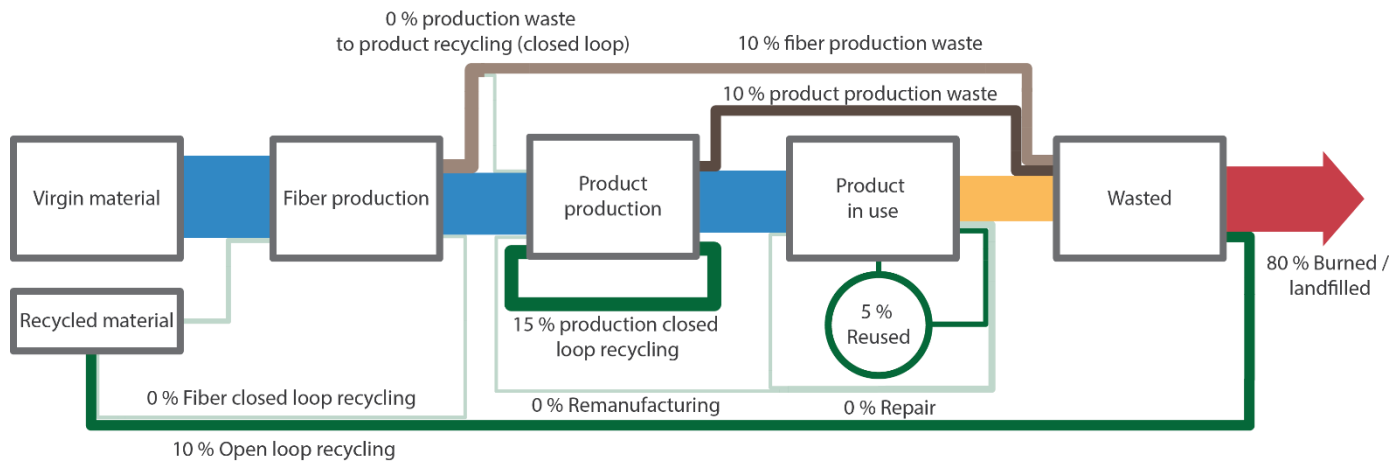 0 % production waste
to product recycling (closed loop)
10 % fiber production waste
10 % product production waste
Virgin material
Fiber production
Product
production
Product
in use
Wasted
80 % Burned /
landfilled
Recycled material
15 % production closed
loop recycling
5 %
Reused
0 % Fiber closed loop recycling
0 % Remanufacturing
0 % Repair
10 % Open loop recycling